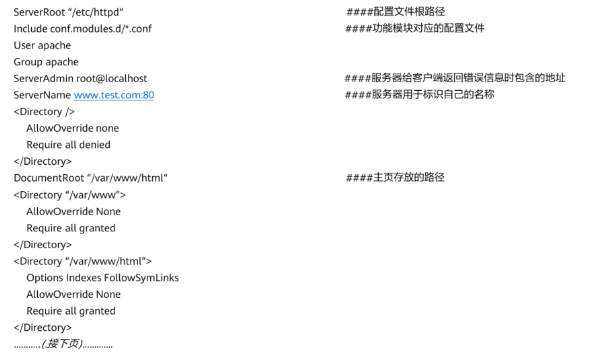 ServerRoot “/etc/httpd“ ####配置文件根路径
Include conf.modules.d/*.conf ####功能模块对应的配置文件
User apache
Group apache
ServerAdmin root@localhost ####服务器给客户端返回错误信息时包含的地址
ServerName www.test.com:80 ####服务器用于标识自己的名称
<Directory />
AllowOverride none
Require all denied
</Directory>
DocumentRoot “/var/www/html“ ####主页存放的路径
<Directory “/var/www“>
AllowOverride None
Require all granted
</Directory>
<Directory “/var/www/html“>
Options Indexes FollowSymLinks
AllowOverride None
Require all granted
</Directory>
...........(接下页).............